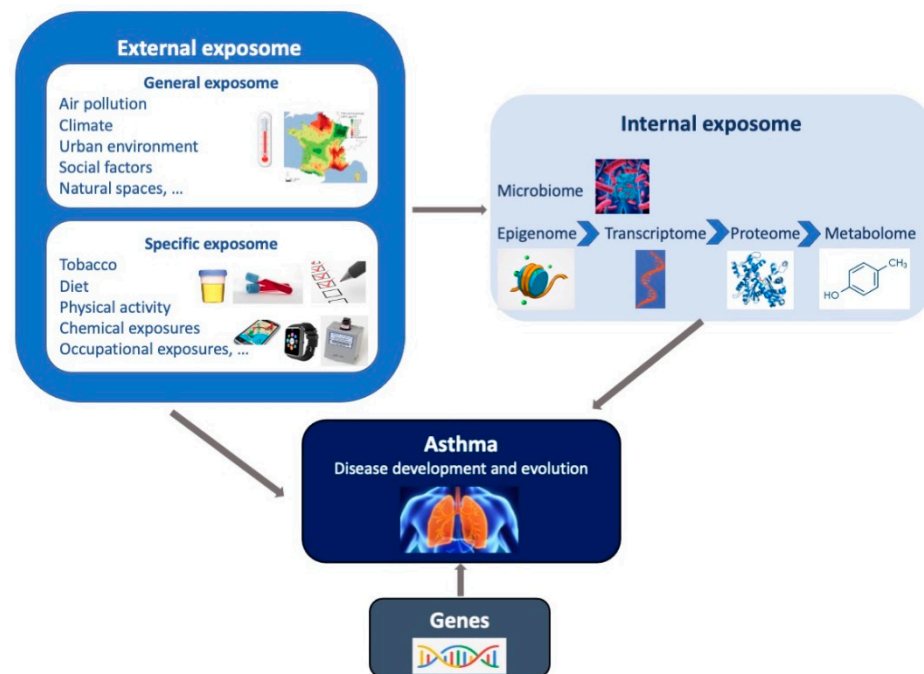 External exposome
General exposome
Air pollution
Climate
Urban environment
Social factors
Natural spaces, ...
Specific exposome
Tobacco
Diet
Physical activity
Chemical exposures
Occupational exposures, ...
Internal exposome
Microbiome
Epigenome Transcriptome Proteome Metabolome
CH₃
HO
Asthma
Disease development and evolution
Genes